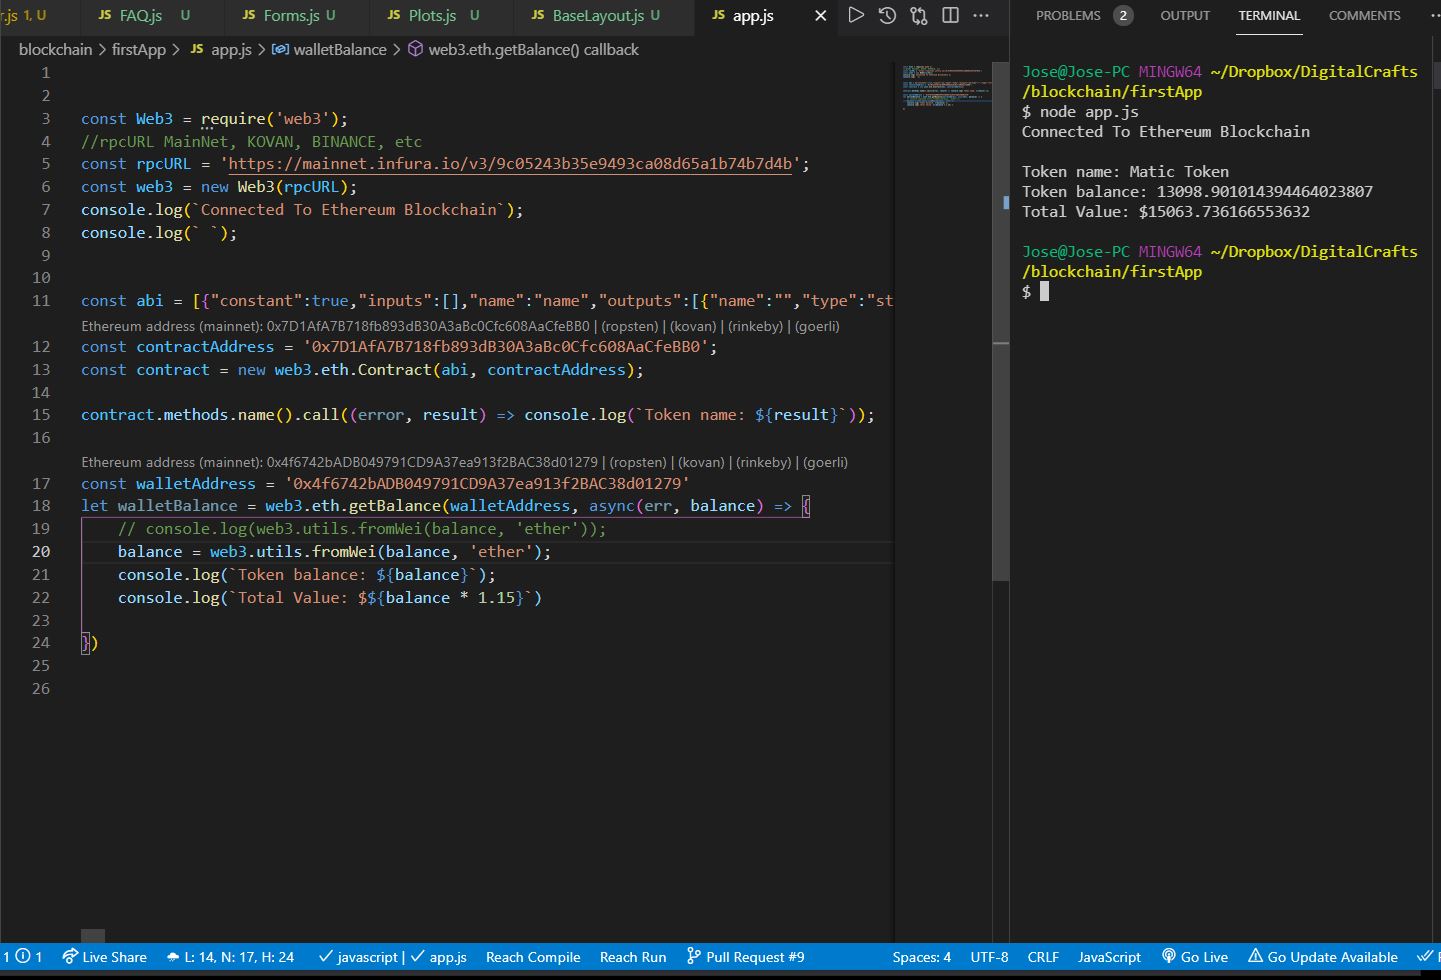 r.js 1, U
JS FAQ.js U
JS Forms.js U
JS Plots.js U
JS BaseLayout.js U
JS app.js
PROBLEMS 2 OUTPUT TERMINAL COMMENTS
blockchain > firstApp > JS app.js > walletBalance > web3.eth.getBalance() callback
1
2
3 const Web3 = require('web3');
4 //rpcURL MainNet, KOVAN, BINANCE, etc
5 const rpcURL = 'https://mainnet.infura.io/v3/9c05243b35e9493ca08d65a1b74b7d4b';
6 const web3 = new Web3(rpcURL);
7 console.log(`Connected To Ethereum Blockchain`);
8 console.log(` `);
9
10
11 const abi = [{"constant":true,"inputs":[],"name":"name","outputs":[{"name":"","type":"st
Ethereum address (mainnet): 0x7D1AfA7B718fb893dB30A3aBc0Cfc608AaCfeBB0 | (ropsten) | (kovan) | (rinkeby) | (goerli)
12 const contractAddress = '0x7D1AfA7B718fb893dB30A3aBc0Cfc608AaCfeBB0';
13 const contract = new web3.eth.Contract(abi, contractAddress);
14
15 contract.methods.name().call((error, result) => console.log(`Token name: ${result}`));
16
Ethereum address (mainnet): 0x4f6742bADB049791CD9A37ea913f2BAC38d01279 | (ropsten) | (kovan) | (rinkeby) | (goerli)
17 const walletAddress = '0x4f6742bADB049791CD9A37ea913f2BAC38d01279'
18 let walletBalance = web3.eth.getBalance(walletAddress, async(err, balance) => {
19 // console.log(web3.utils.fromWei(balance, 'ether'));
20 balance = web3.utils.fromWei(balance, 'ether');
21 console.log(`Token balance: ${balance}`);
22 console.log(`Total Value: $${balance * 1.15}`)
23
24 })
25
26
Jose@Jose-PC MINGW64 ~/Dropbox/DigitalCrafts
/blockchain/firstApp
$ node app.js
Connected To Ethereum Blockchain
Token name: Matic Token
Token balance: 13098.901014394464023807
Total Value: $15063.736166553632
Jose@Jose-PC MINGW64 ~/Dropbox/DigitalCrafts
/blockchain/firstApp
$
1 1 Live Share L: 14, N: 17, H: 24 javascript | app.js Reach Compile Reach Run Pull Request #9 Spaces: 4 UTF-8 CRLF JavaScript Go Live Go Update Available